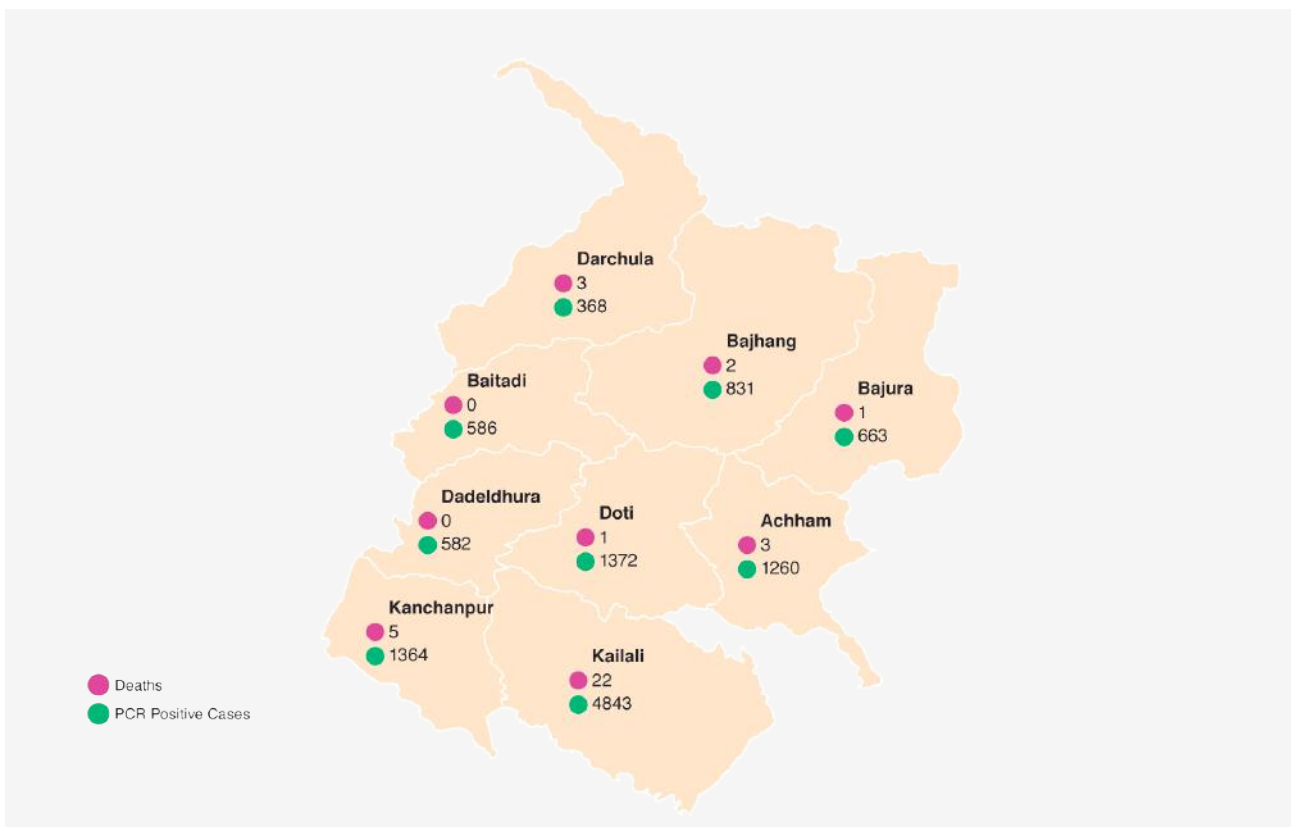 Darchula
3
368
Bajhang
2
831
Baitadi
0
586
Bajura
1
663
Dadeldhura
0
582
Doti
1
1372
Achham
3
1260
Kanchanpur
5
1364
Kailali
22
4843
Deaths
PCR Positive Cases